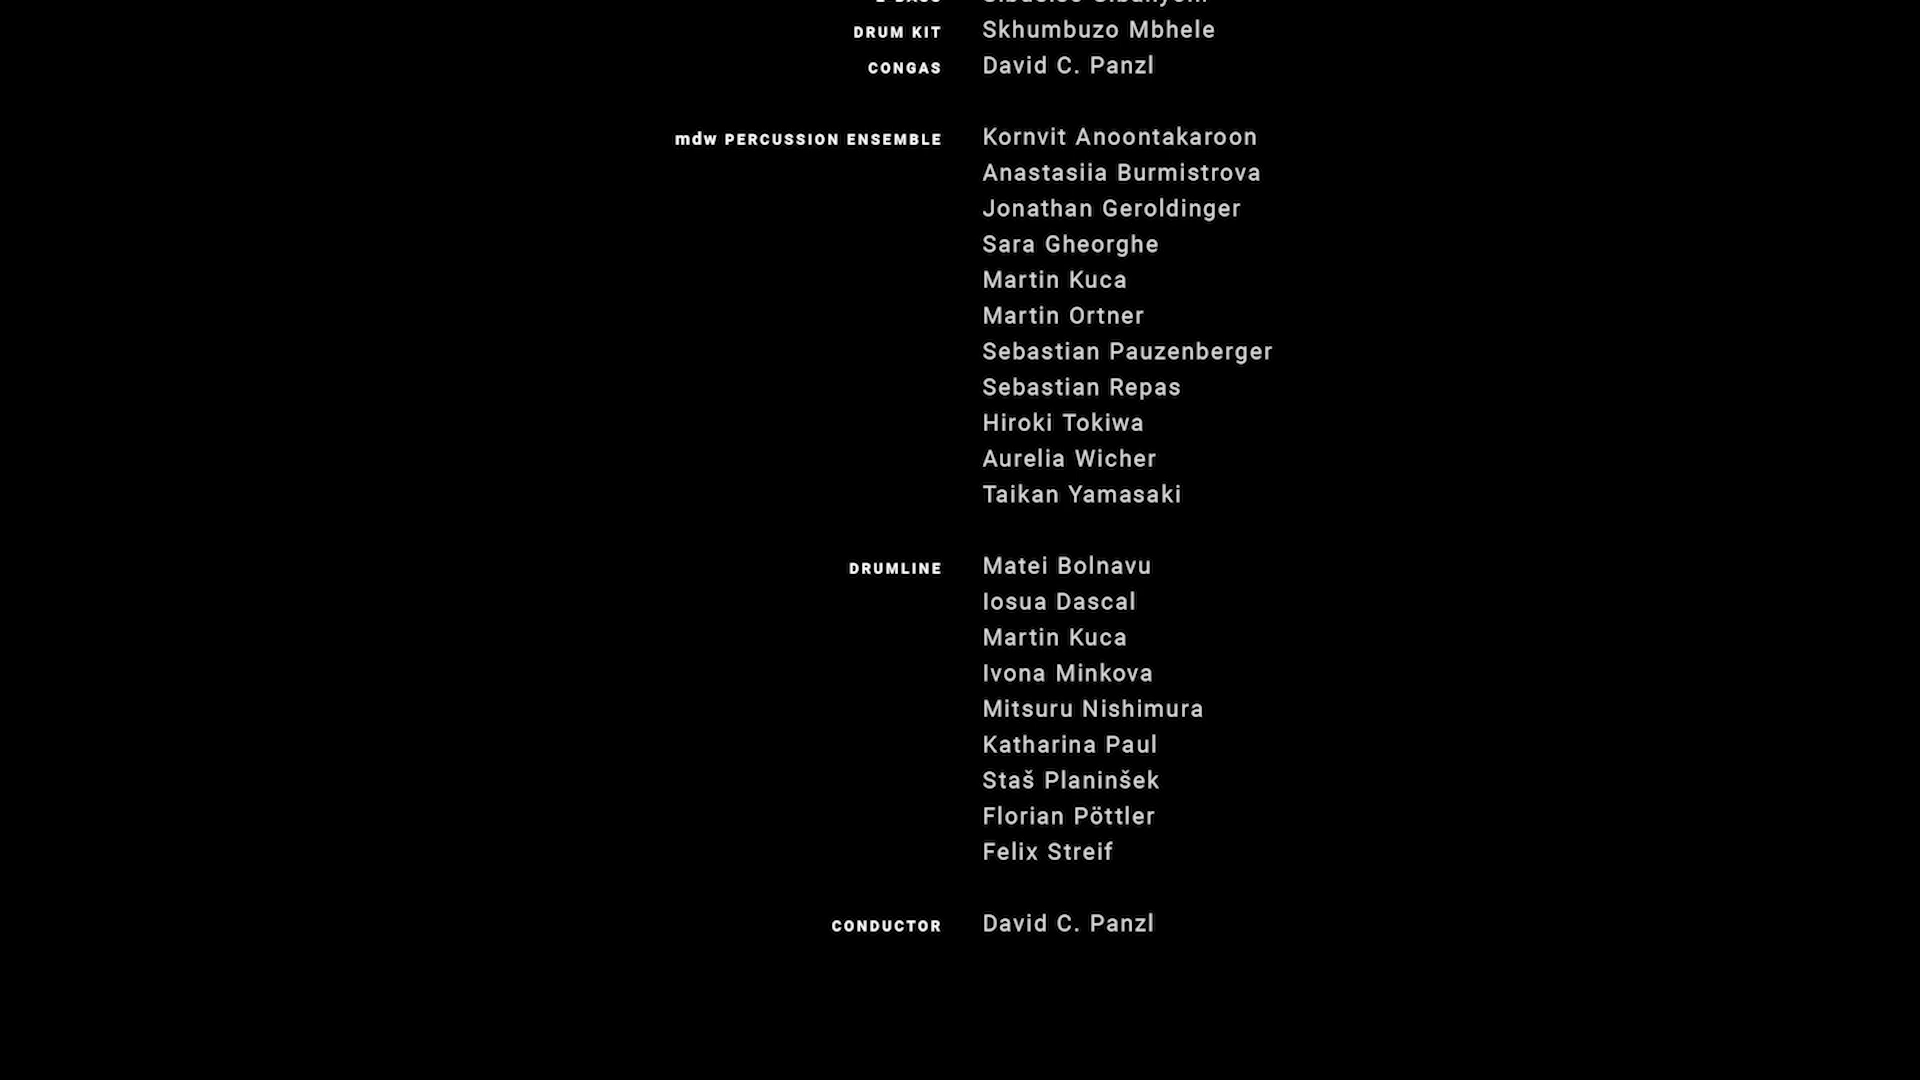 DRUM KIT Skhumbuzo Mbhele
CONGAS David C. Panzl
mdw PERCUSSION ENSEMBLE Kornvit Anoontakaroon
Anastasiia Burmistrova
Jonathan Geroldinger
Sara Gheorghe
Martin Kuca
Martin Ortner
Sebastian Pauzenberger
Sebastian Repas
Hiroki Tokiwa
Aurelia Wicher
Taikan Yamasaki
DRUMLINE Matei Bolnavu
Iosua Dascal
Martin Kuca
Ivona Minkova
Mitsuru Nishimura
Katharina Paul
Staš Planinšek
Florian Pöttler
Felix Streif
CONDUCTOR David C. Panzl